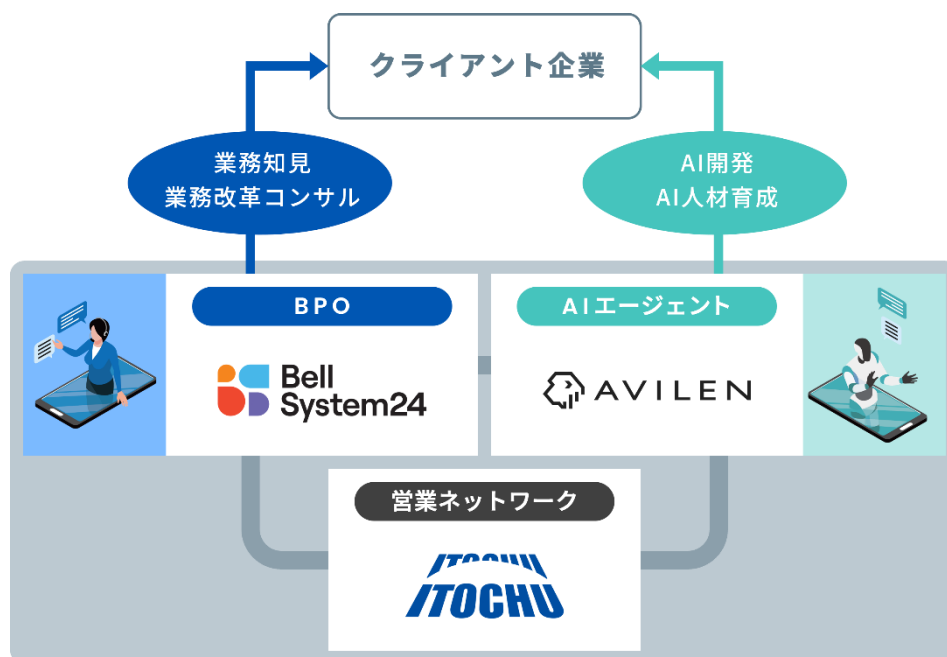 クライアント企業
業務知見
業務改革コンサル
AI開発
AI人材育成
BPO
Bell
System24
AIエージェント
AVILEN
営業ネットワーク
ITOCHU
ITOCHU